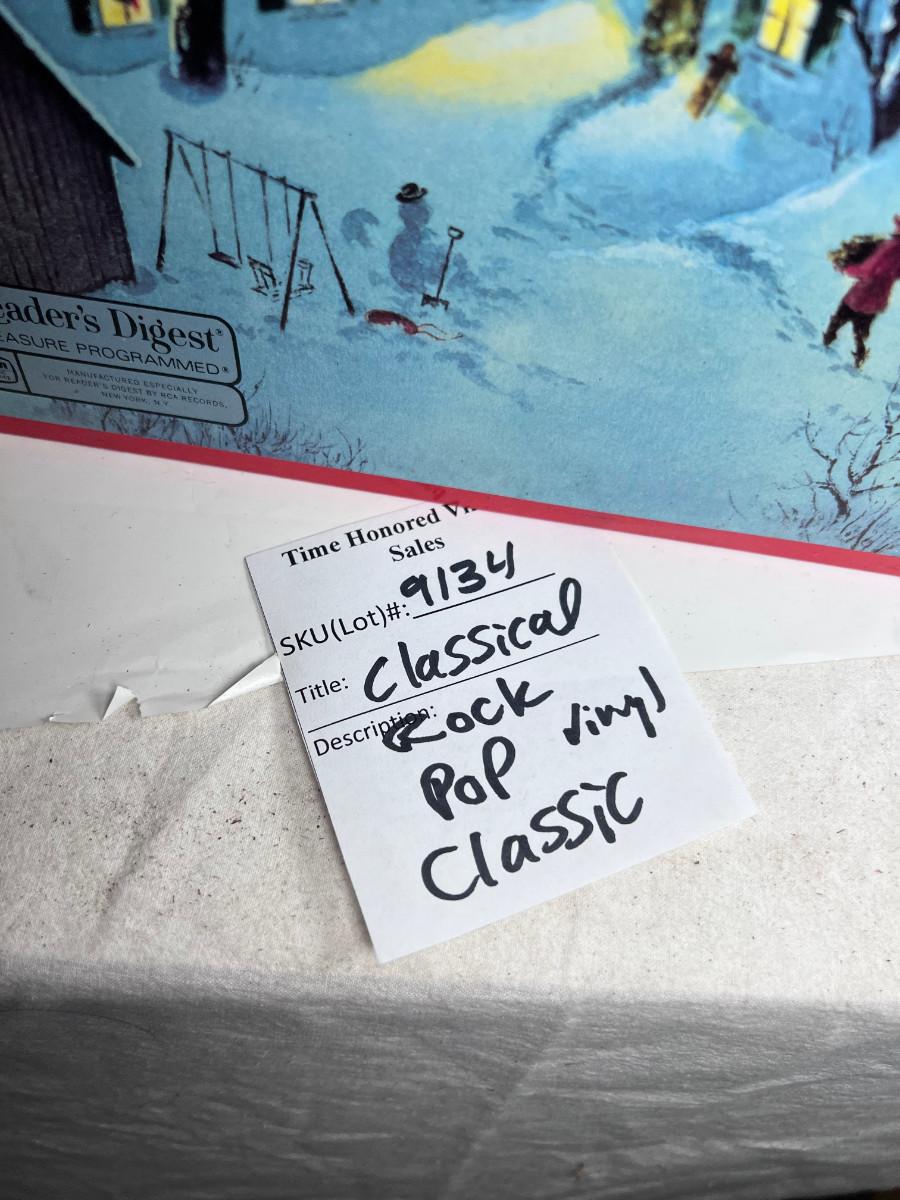 eader's Digest®
EASURE PROGRAMMED®
MANUFACTURED ESPECIALLY
FOR READER'S DIGEST BY RCA RECORDS,
NEW YORK, N.Y.
Time Honored Vi
Sales
SKU(Lot)#: 9134
Title: Classical
Description: Rock
Pop Vinyl
Classic